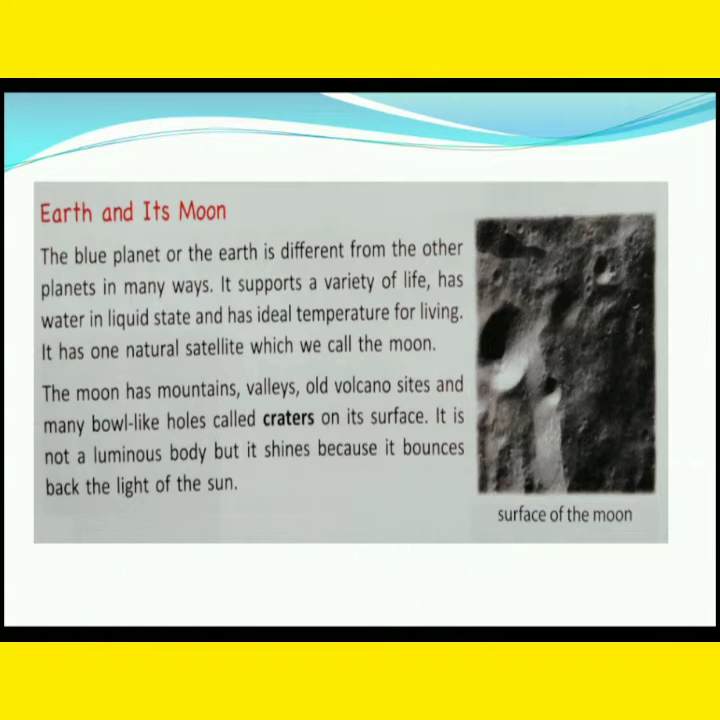 Earth and Its Moon
The blue planet or the earth is different from the other
planets in many ways. It supports a variety of life, has
water in liquid state and has ideal temperature for living.
It has one natural satellite which we call the moon.
The moon has mountains, valleys, old volcano sites and
many bowl-like holes called craters on its surface. It is
not a luminous body but it shines because it bounces
back the light of the sun.
surface of the moon